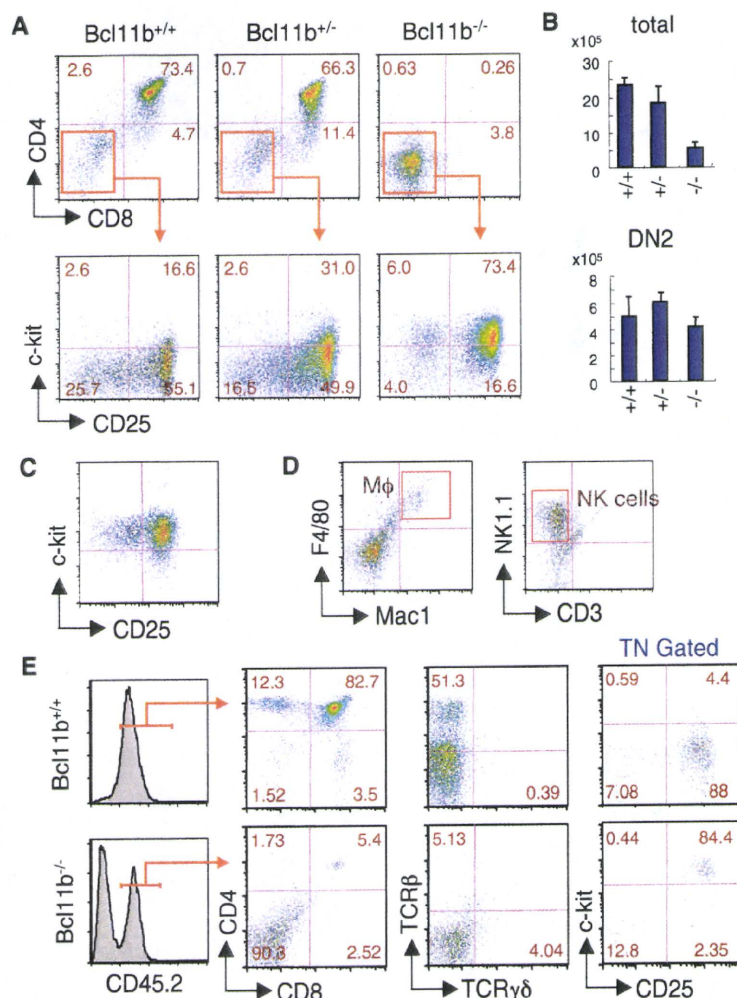 A
Bcl11b+/+
Bcl11b+/-
Bcl11b-/-
2.6 73.4
4.7
0.7 66.3
11.4
0.63 0.26
3.8
CD4
CD8
2.6 16.6
25.7 55.1
2.6 31.0
16.5 49.9
6.0 73.4
4.0 16.6
c-kit
CD25
B
total
x10⁵
30
20
10
0
+/+
+/-
-/-
DN2
x10⁵
8
6
4
2
0
+/+
+/-
-/-
C
c-kit
CD25
D
Mφ
F4/80
Mac1
NK cells
NK1.1
CD3
E
TN Gated
Bcl11b+/+
12.3 82.7
1.52 3.5
51.3
0.39
0.59 4.4
7.08 88
Bcl11b-/-
CD45.2
1.73 5.4
90.3 2.52
CD4
CD8
5.13
4.04
TCRβ
TCRγδ
0.44 84.4
12.8 2.35
c-kit
CD25